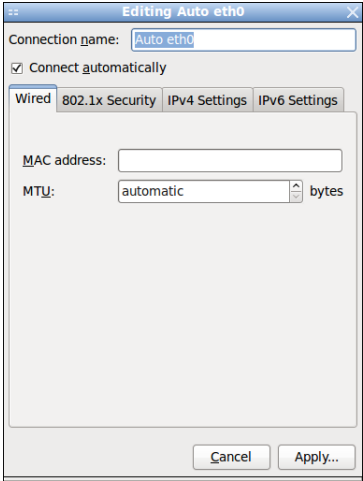 Editing Auto eth0
Connection name: Auto eth0
Connect automatically
Wired 802.1x Security IPv4 Settings IPv6 Settings
MAC address:
MTU: automatic bytes
Cancel Apply...